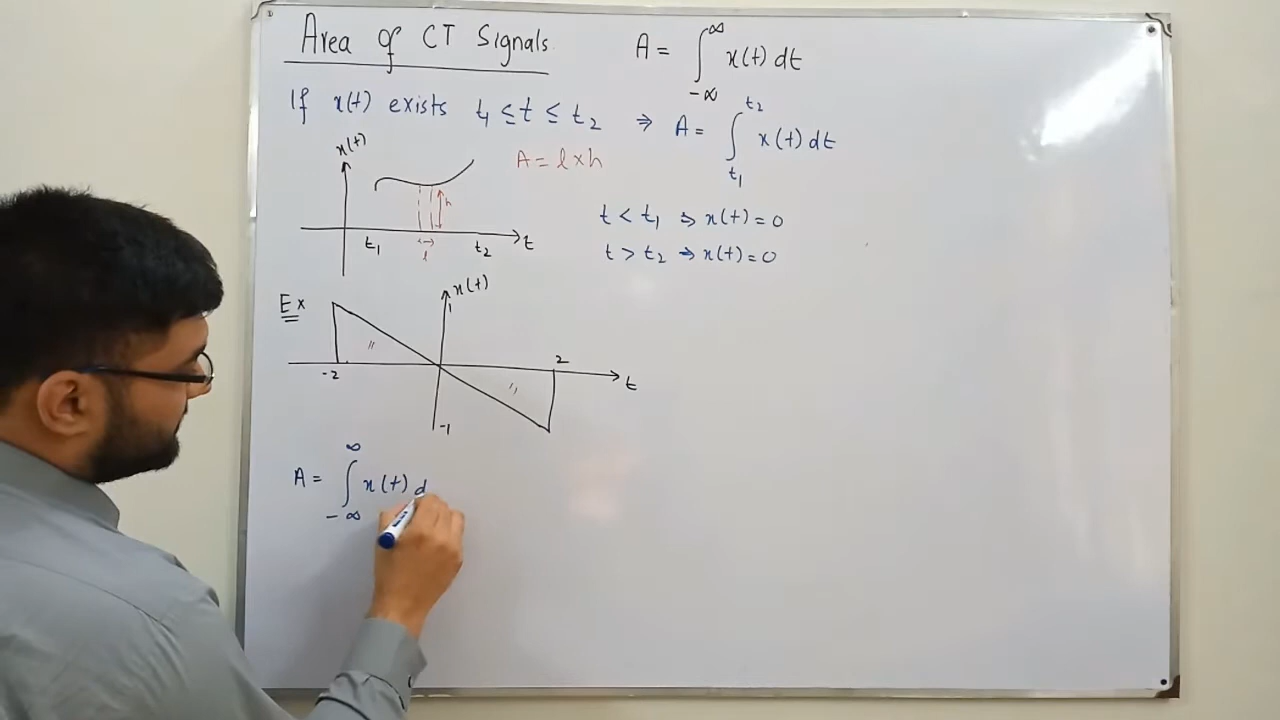 Area of CT Signals
A = ∫_{-∞}^{∞} x(t) dt
If x(t) exists t₁ ≤ t ≤ t₂ ⇒ A = ∫_{t₁}^{t₂} x(t) dt
x(t)
A = l × h
h
t₁
l
t₂
t
t < t₁ ⇒ x(t) = 0
t > t₂ ⇒ x(t) = 0
Ex
x(t)
1
-2
2
t
-1
A = ∫_{-∞}^{∞} x(t) d